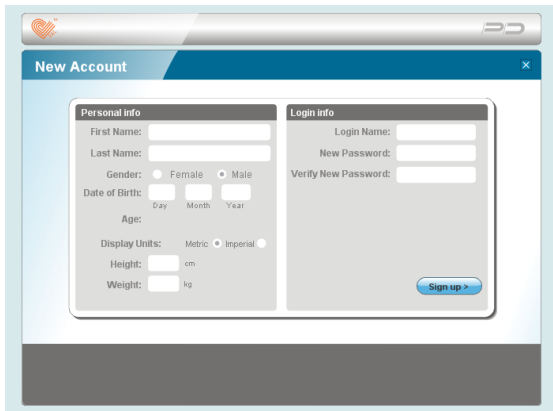 New Account
×
Personal info
First Name:
Last Name:
Gender: Female Male
Date of Birth:
Day Month Year
Age:
Display Units: Metric Imperial
Height: cm
Weight: kg
Login info
Login Name:
New Password:
Verify New Password:
Sign up >